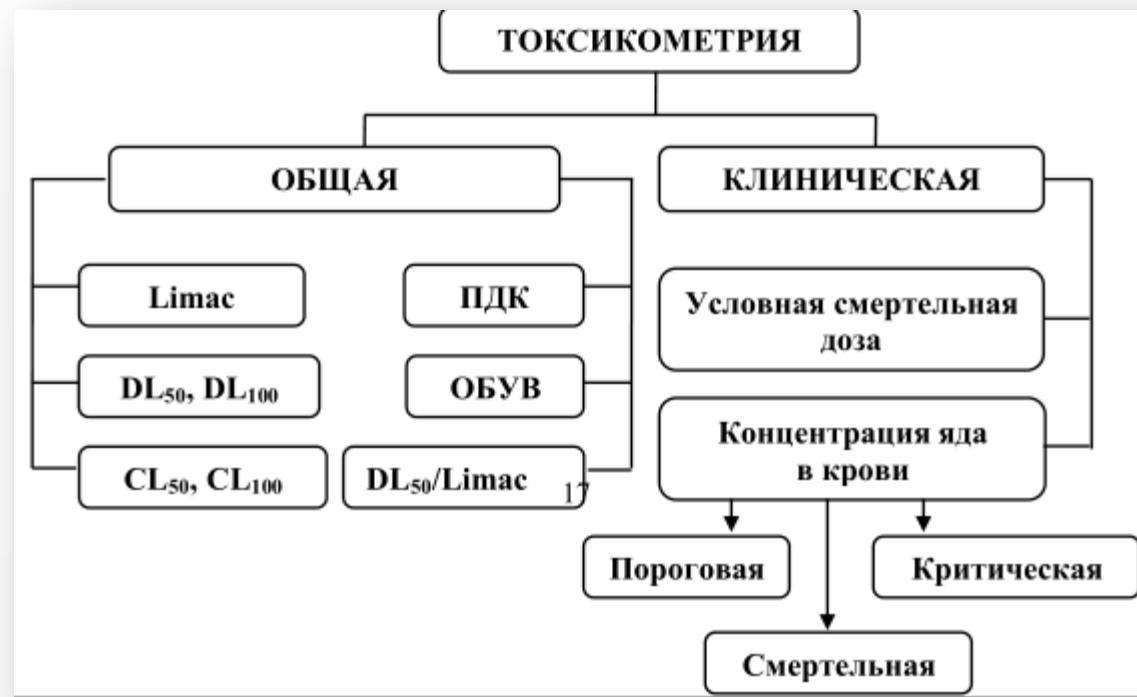 ТОКСИКОМЕТРИЯ
ОБЩАЯ
КЛИНИЧЕСКАЯ
Limac
ПДК
Условная смертельная
доза
DL₅₀, DL₁₀₀
ОБУВ
Концентрация яда
в крови
CL₅₀, CL₁₀₀
DL₅₀/Limac
17
Пороговая
Критическая
Смертельная